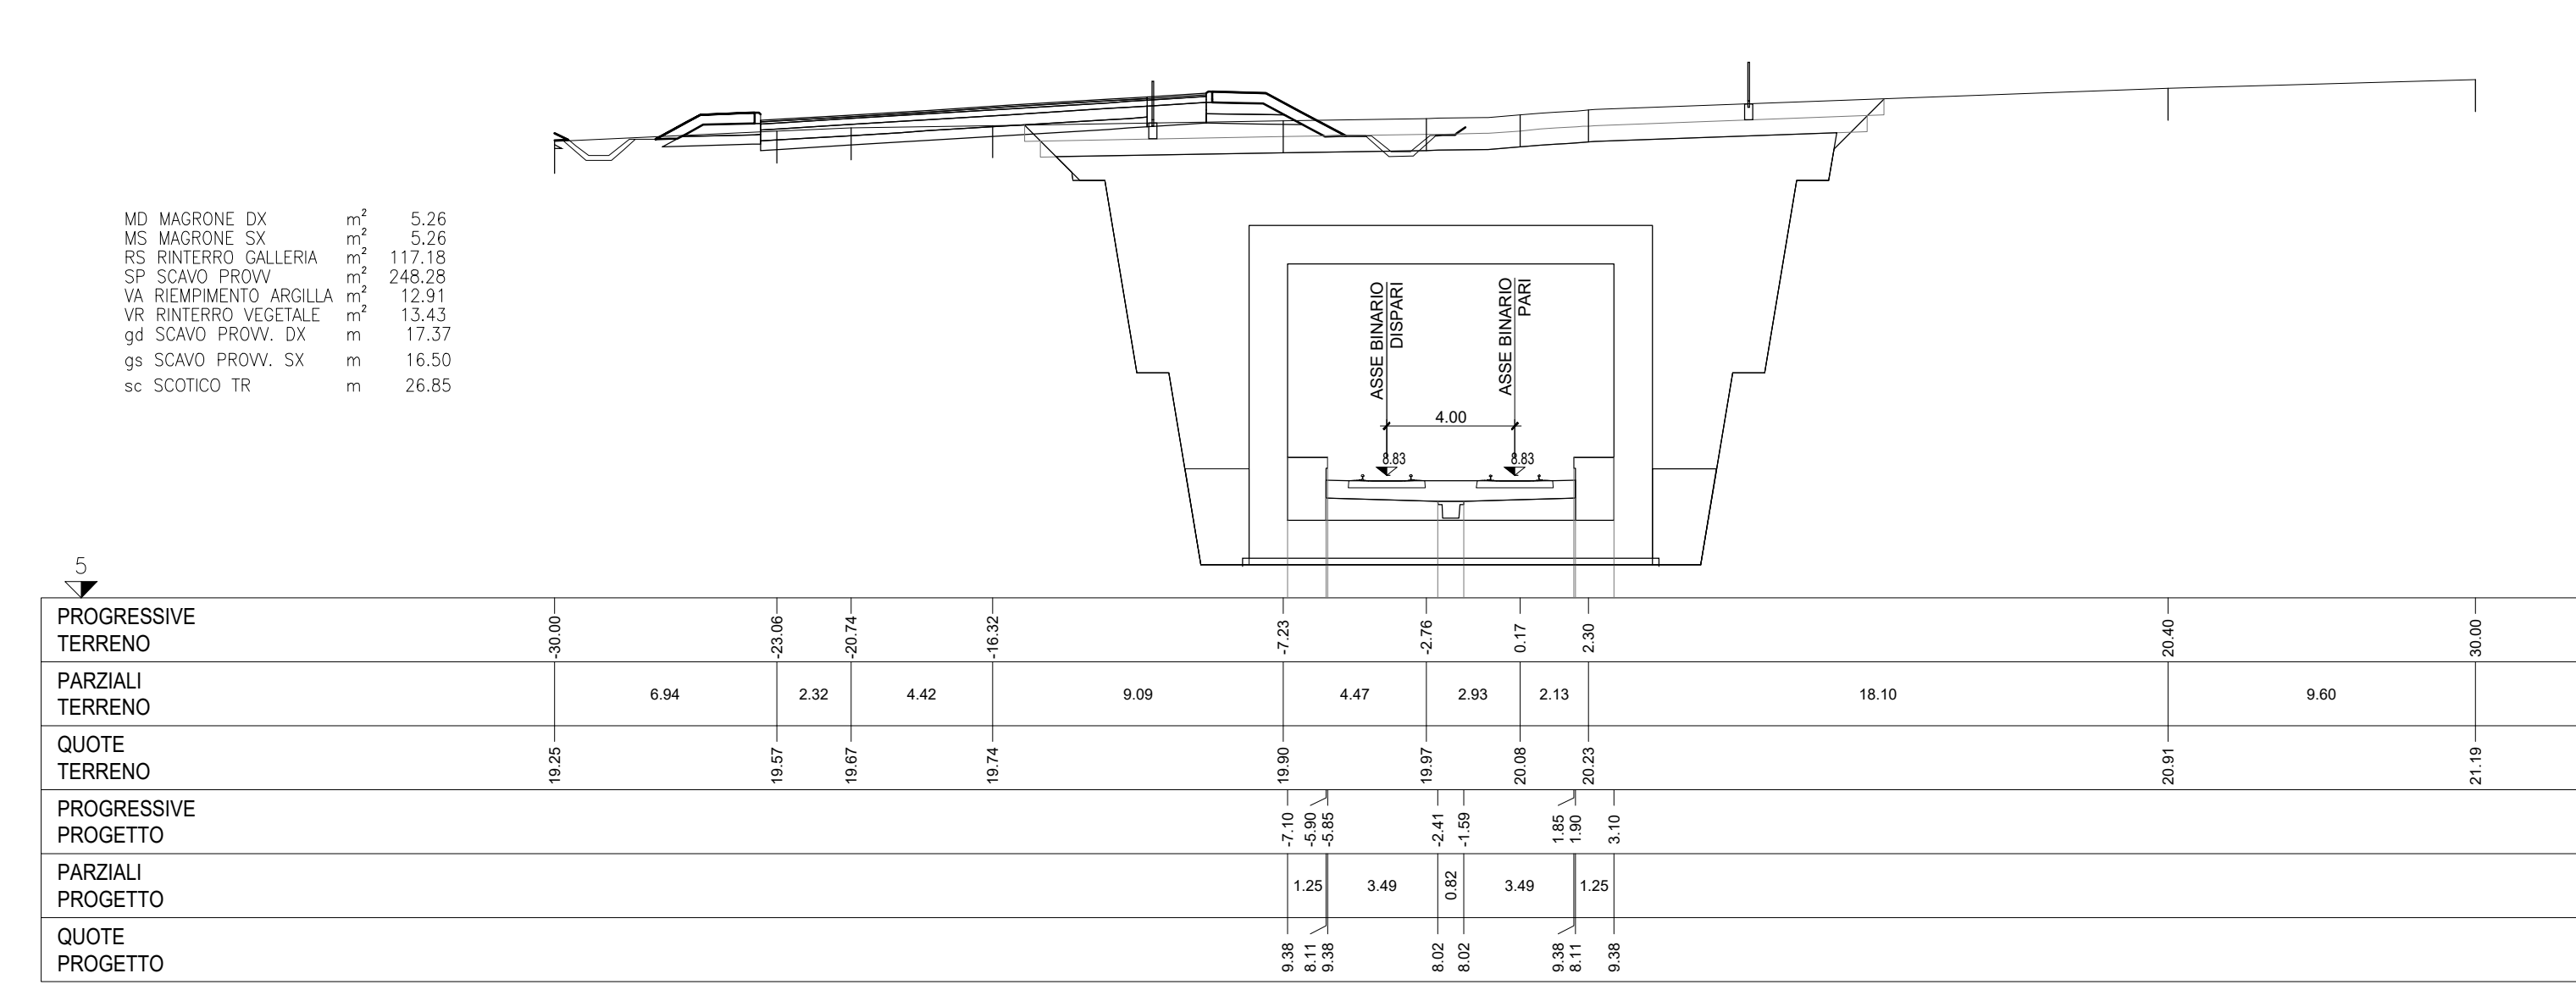 MD MAGRONE DX m² 5.26
MS MAGRONE SX m² 5.26
RS RINTERRO GALLERIA m² 117.18
SP SCAVO PROVV m² 248.28
VA RIEMPIMENTO ARGILLA m² 12.91
VR RINTERRO VEGETALE m² 13.43
gd SCAVO PROVV. DX m 17.37
gs SCAVO PROVV. SX m 16.50
sc SCOTICO TR m 26.85
ASSE BINARIO
DISPARI
ASSE BINARIO
PARI
4.00
8.83
8.83
5
PROGRESSIVE
TERRENO
-30.00
-23.06
-20.74
-16.32
-7.23
-2.76
0.17
2.30
20.40
30.00
PARZIALI
TERRENO
6.94
2.32
4.42
9.09
4.47
2.93
2.13
18.10
9.60
QUOTE
TERRENO
19.25
19.57
19.67
19.74
19.90
19.97
20.08
20.23
20.91
21.19
PROGRESSIVE
PROGETTO
-7.10
-5.90
-5.85
-2.41
-1.59
1.85
1.90
3.10
PARZIALI
PROGETTO
1.25
3.49
0.82
3.49
1.25
QUOTE
PROGETTO
9.38
8.11
9.38
8.02
8.02
9.38
8.11
9.38